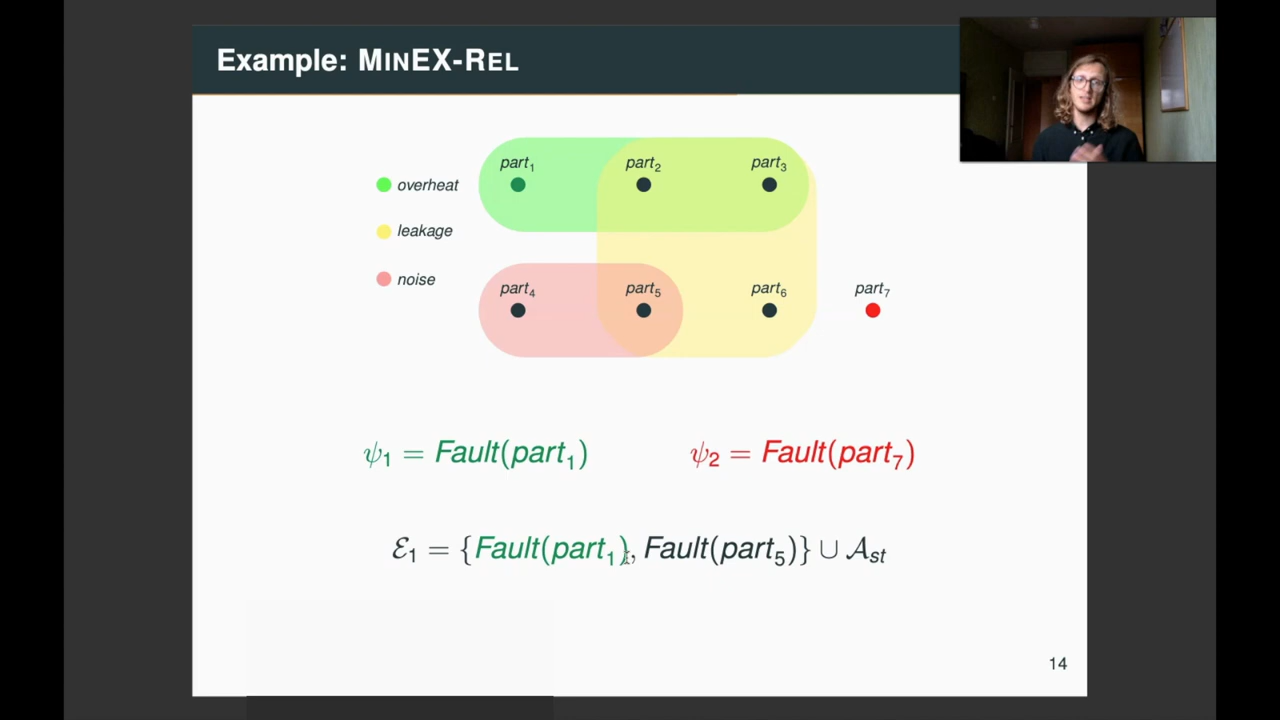 Example: MINEX-REL
part₁ part₂ part₃
overheat
leakage
noise
part₄ part₅ part₆ part₇
ψ₁ = Fault(part₁) ψ₂ = Fault(part₇)
ℰ₁ = {Fault(part₁), Fault(part₅)} ∪ 𝒜ₛₜ
14